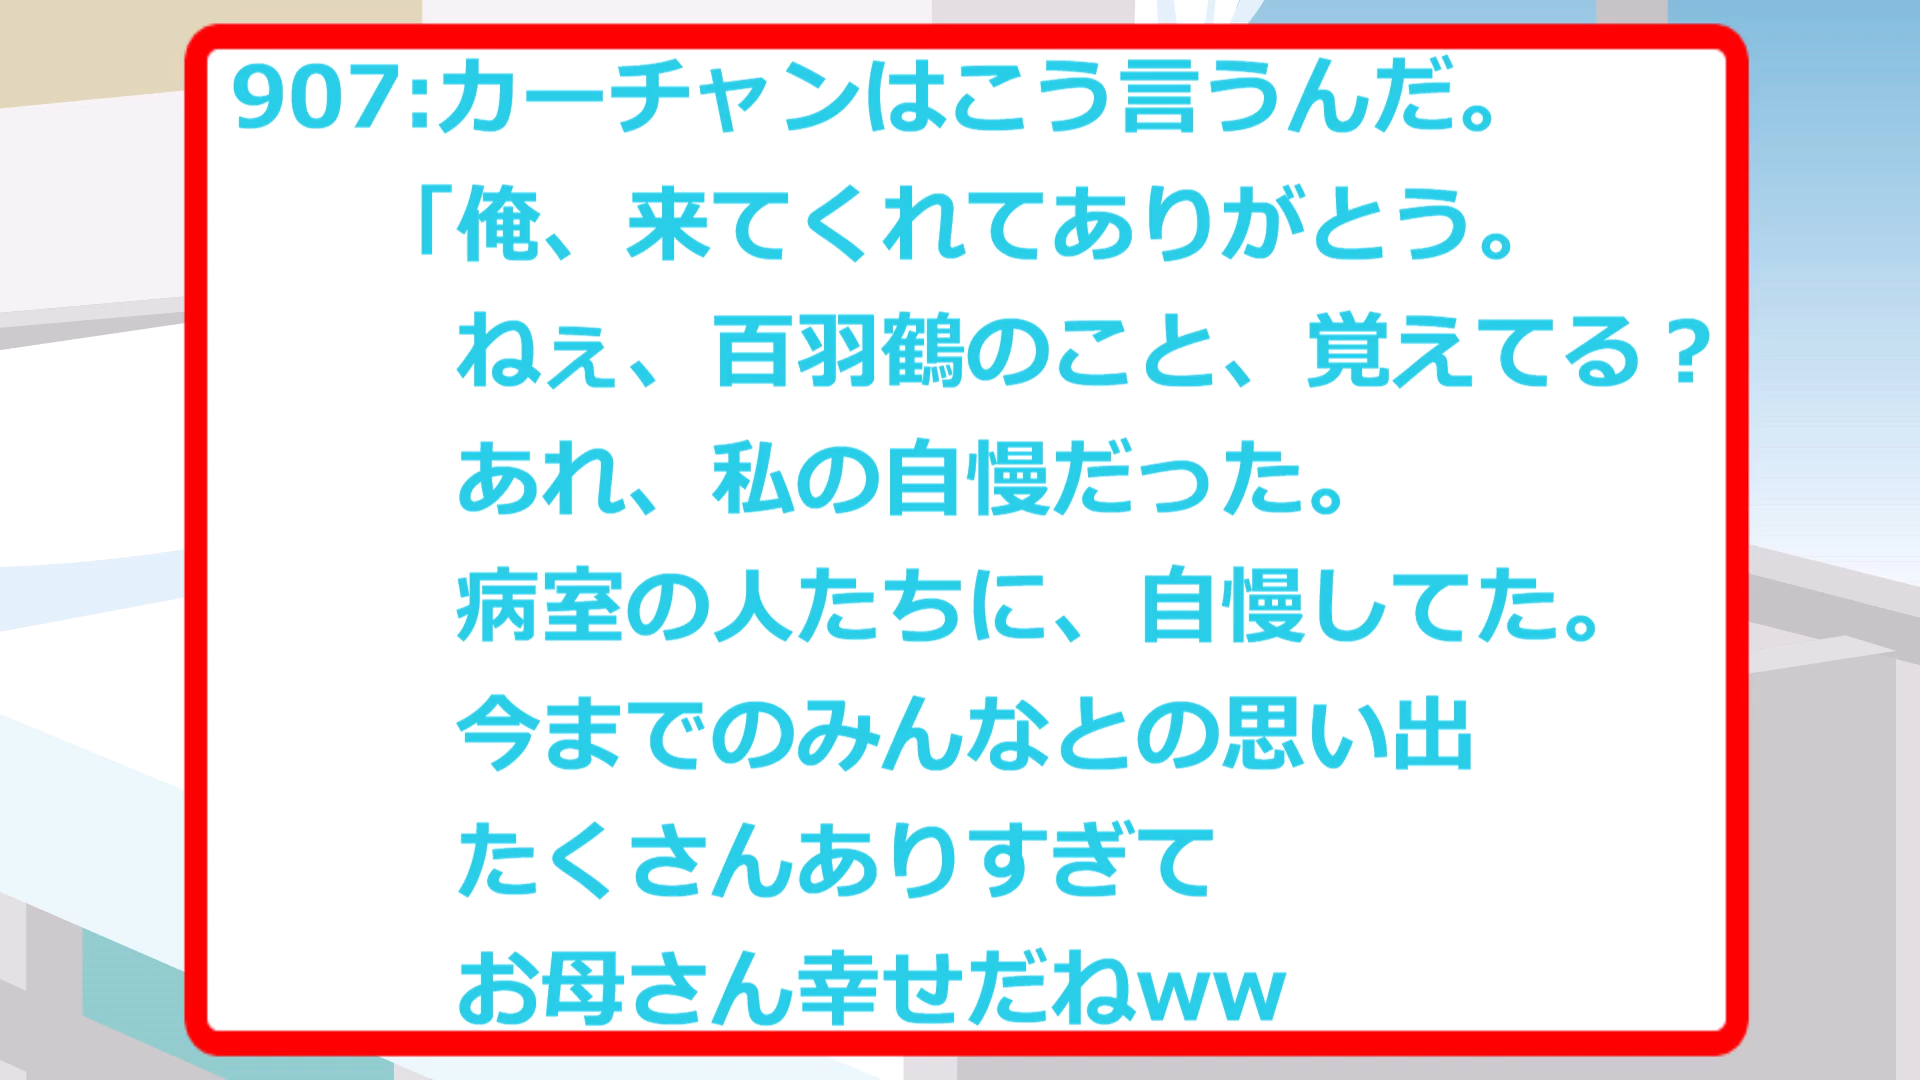 907:カーチャンはこう言うんだ。
「俺、来てくれてありがとう。
ねぇ、百羽鶴のこと、覚えてる？
あれ、私の自慢だった。
病室の人たちに、自慢してた。
今までのみんなとの思い出
たくさんありすぎて
お母さん幸せだねww